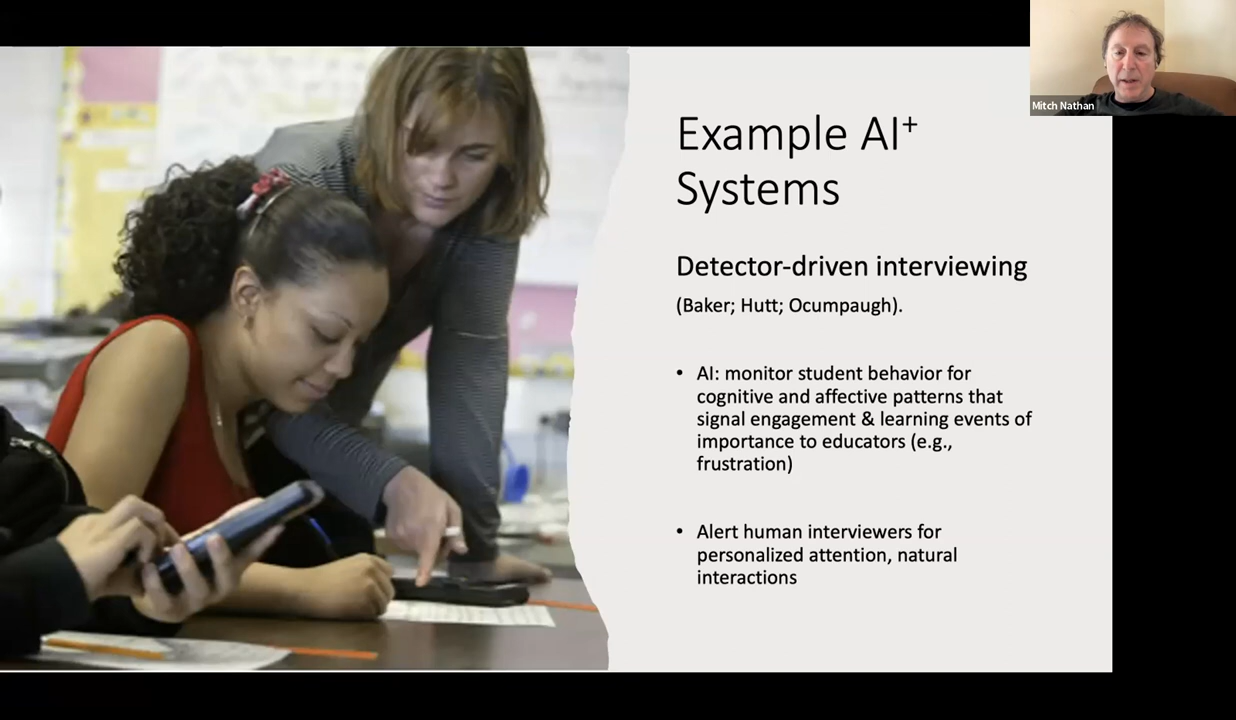 Mitch Nathan
Example AI⁺
Systems
Detector-driven interviewing
(Baker; Hutt; Ocumpaugh).
• AI: monitor student behavior for
cognitive and affective patterns that
signal engagement & learning events of
importance to educators (e.g.,
frustration)
• Alert human interviewers for
personalized attention, natural
interactions